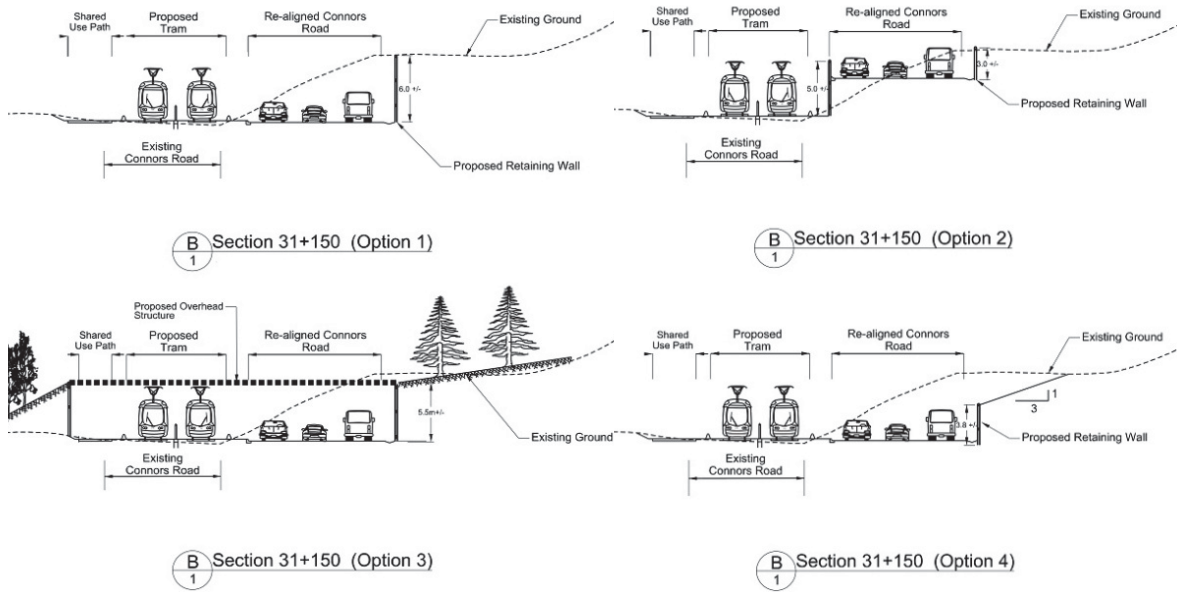 Shared
Use Path
Proposed
Tram
Re-aligned Connors
Road
Existing Ground
6.0 +/-
Existing
Connors Road
Proposed Retaining Wall
B
1
Section 31+150 (Option 1)
Shared
Use Path
Proposed
Tram
Re-aligned Connors
Road
Existing Ground
5.0 +/-
3.0 +/-
Proposed Retaining Wall
Existing
Connors Road
B
1
Section 31+150 (Option 2)
Proposed Overhead
Structure
Shared
Use Path
Proposed
Tram
Re-aligned Connors
Road
5.5m+/-
Existing Ground
Existing
Connors Road
B
1
Section 31+150 (Option 3)
Shared
Use Path
Proposed
Tram
Re-aligned Connors
Road
Existing Ground
1
3
3.8 +/-
Proposed Retaining Wall
Existing
Connors Road
B
1
Section 31+150 (Option 4)